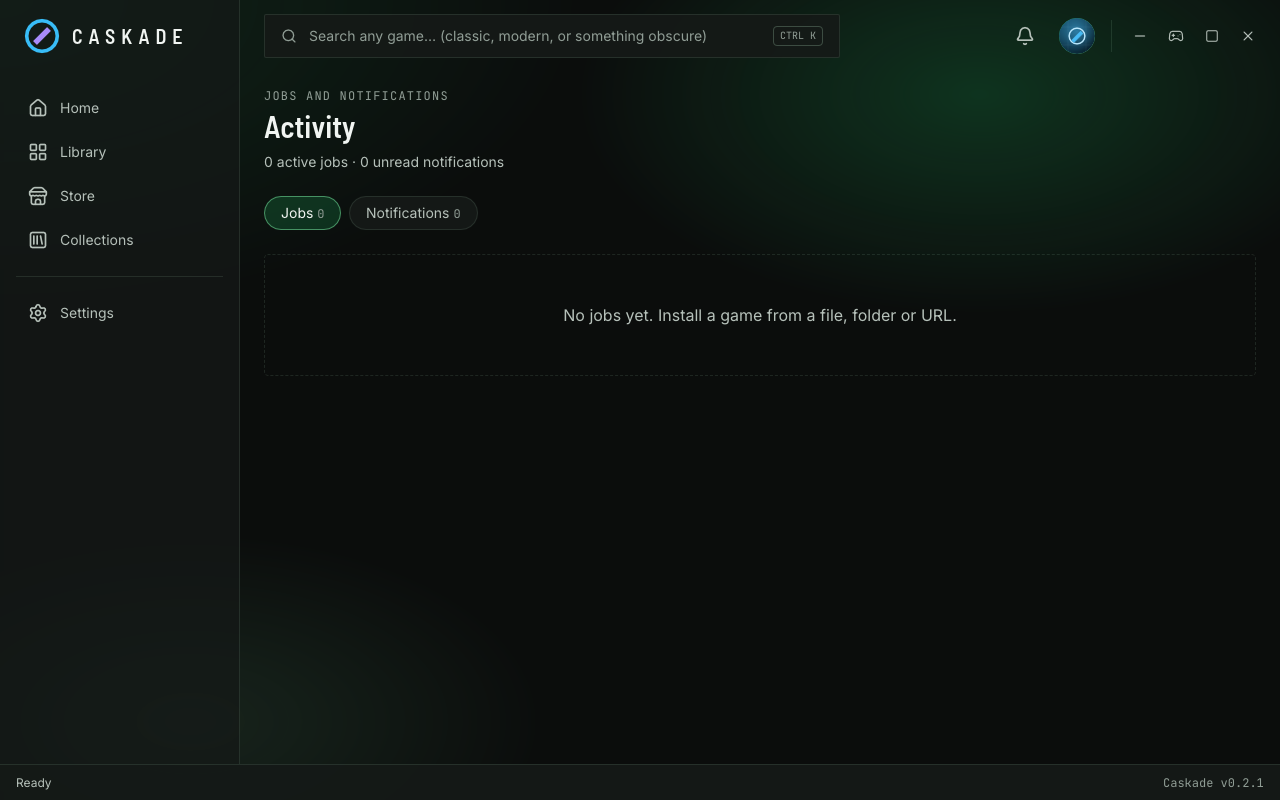 CASKADE
Search any game... (classic, modern, or something obscure)
CTRL K
Home
Library
Store
Collections
Settings
JOBS AND NOTIFICATIONS
Activity
0 active jobs · 0 unread notifications
Jobs 0
Notifications 0
No jobs yet. Install a game from a file, folder or URL.
Ready
Caskade v0.2.1